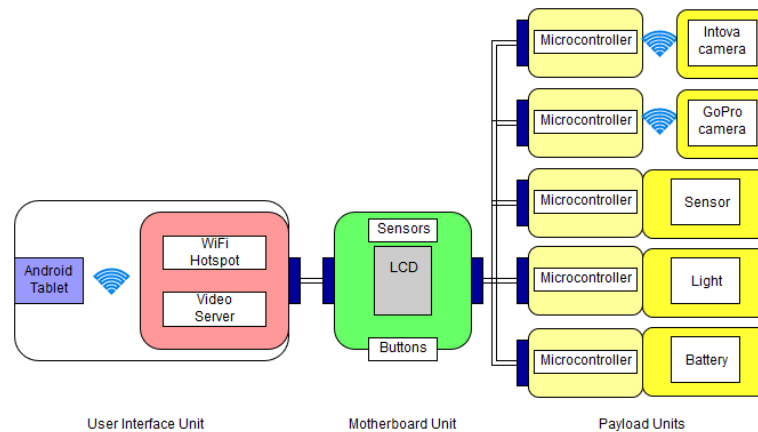 Microcontroller
Intova
camera
Microcontroller
GoPro
camera
Microcontroller
Sensor
Microcontroller
Light
Microcontroller
Battery
Android
Tablet
WiFi
Hotspot
Video
Server
Sensors
LCD
Buttons
User Interface Unit
Motherboard Unit
Payload Units